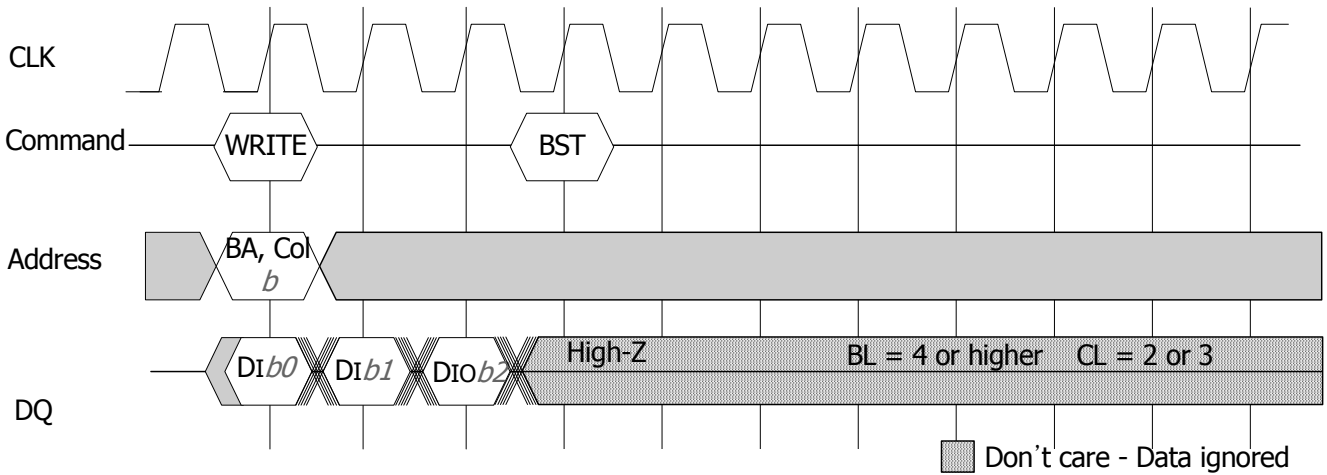 CLK
Command WRITE BST
Address BA, Col
b
DIb0 DIb1 DIOb2 High-Z BL = 4 or higher CL = 2 or 3
DQ
Don't care - Data ignored